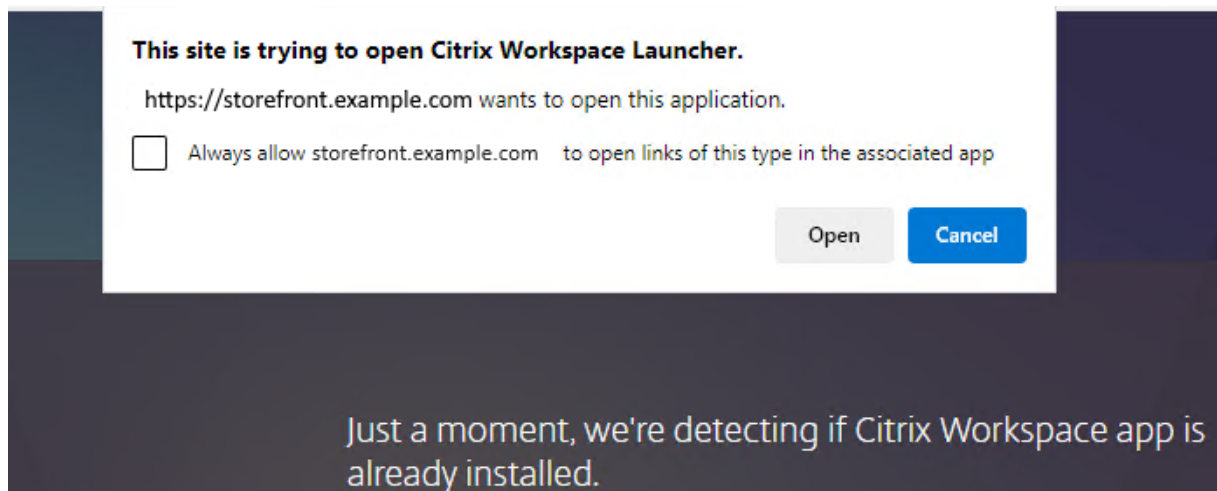 This site is trying to open Citrix Workspace Launcher.
https://storefront.example.com wants to open this application.
Always allow storefront.example.com to open links of this type in the associated app
Open Cancel
Just a moment, we're detecting if Citrix Workspace app is
already installed.